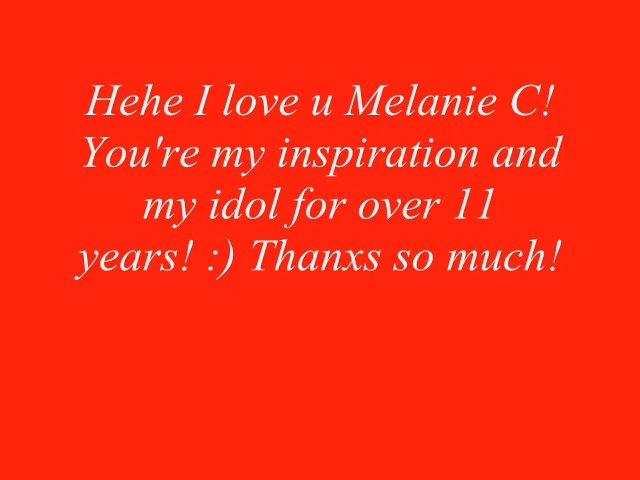 Hehe I love u Melanie C!
You're my inspiration and
my idol for over 11
years! :) Thanxs so much!